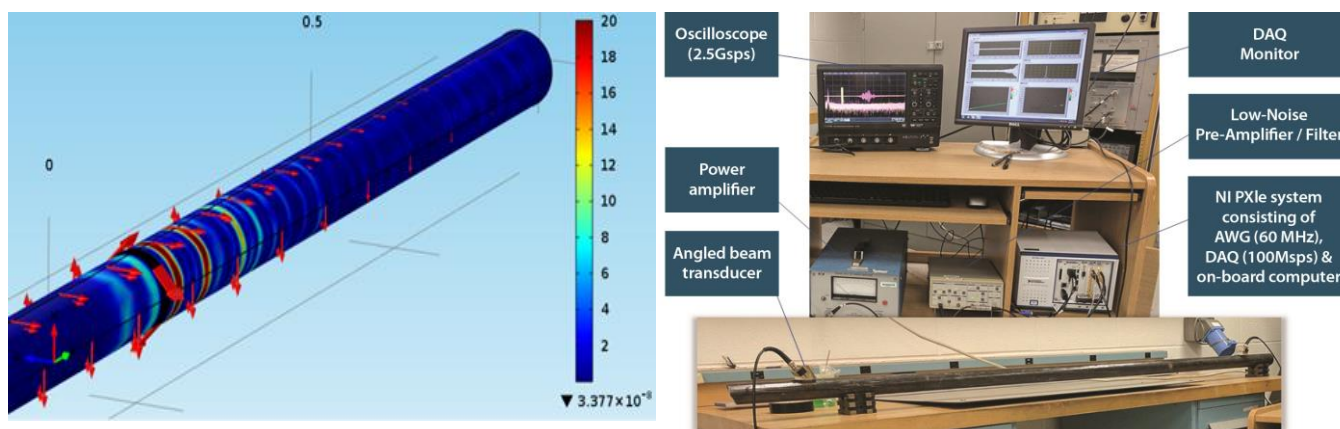 0.5
0
20
18
16
14
12
10
8
6
4
2
▼ 3.377×10⁻⁸
Oscilloscope
(2.5Gsps)
Power
amplifier
Angled beam
transducer
DAQ
Monitor
Low-Noise
Pre-Amplifier / Filter
NI PXIe system
consisting of
AWG (60 MHz),
DAQ (100Msps) &
on-board computer